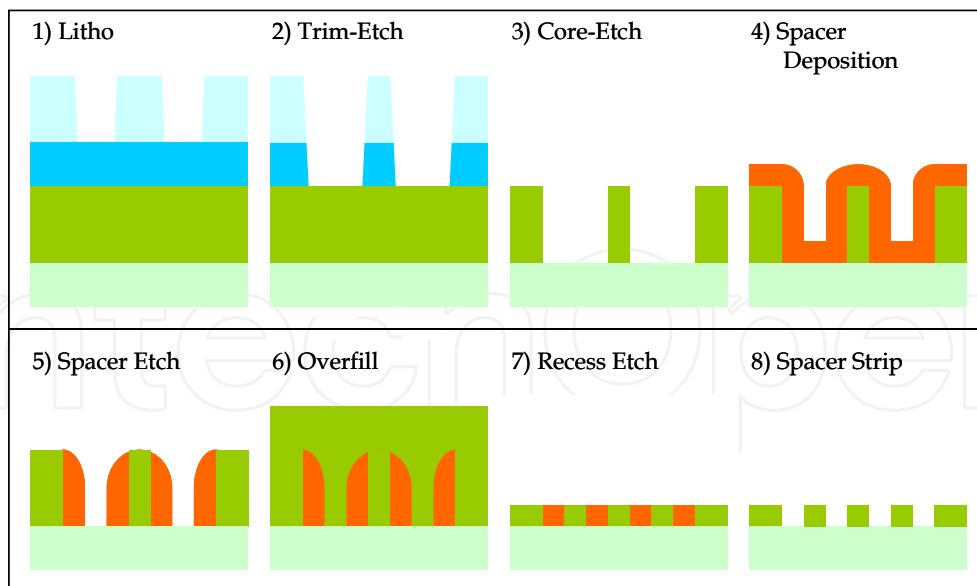 1) Litho
2) Trim-Etch
3) Core-Etch
4) Spacer
Deposition
5) Spacer Etch
6) Overfill
7) Recess Etch
8) Spacer Strip
ntechOpen